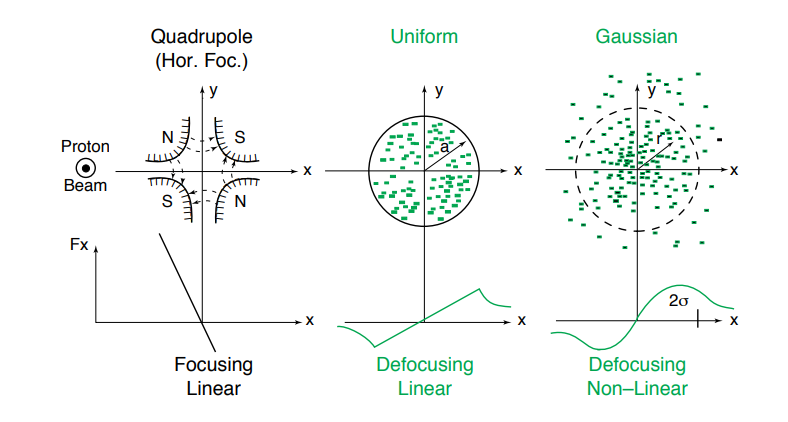 Quadrupole
(Hor. Foc.)
Uniform
Gaussian
y
y
y
N
S
a
r
Proton
Beam
x
x
x
S
N
Fx
2σ
x
x
x
Focusing
Linear
Defocusing
Linear
Defocusing
Non–Linear